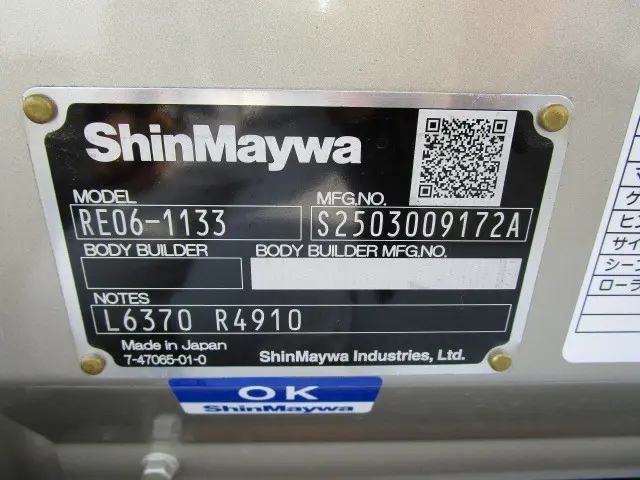 ShinMaywa
MODEL
MFG.NO.
RE06-1133
S2503009172A
BODY BUILDER
BODY BUILDER MFG.NO.
NOTES
L6370 R4910
Made in Japan
7-47065-01-0
ShinMaywa Industries, Ltd.
OK
ShinMaywa